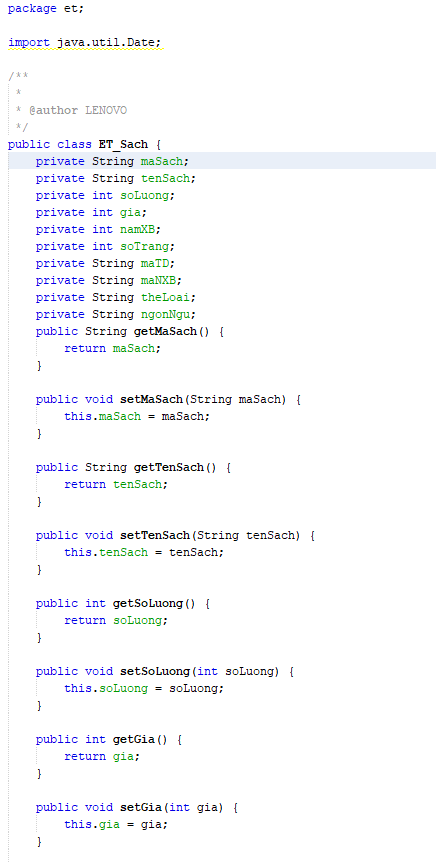 package et;
import java.util.Date;
/**
 *
 * @author LENOVO
 */
public class ET_Sach {
    private String maSach;
    private String tenSach;
    private int soLuong;
    private int gia;
    private int namXB;
    private int soTrang;
    private String maTD;
    private String maNXB;
    private String theLoai;
    private String ngonNgu;
    public String getMaSach() {
        return maSach;
    }
    public void setMaSach(String maSach) {
        this.maSach = maSach;
    }
    public String getTenSach() {
        return tenSach;
    }
    public void setTenSach(String tenSach) {
        this.tenSach = tenSach;
    }
    public int getSoLuong() {
        return soLuong;
    }
    public void setSoLuong(int soLuong) {
        this.soLuong = soLuong;
    }
    public int getGia() {
        return gia;
    }
    public void setGia(int gia) {
        this.gia = gia;
    }